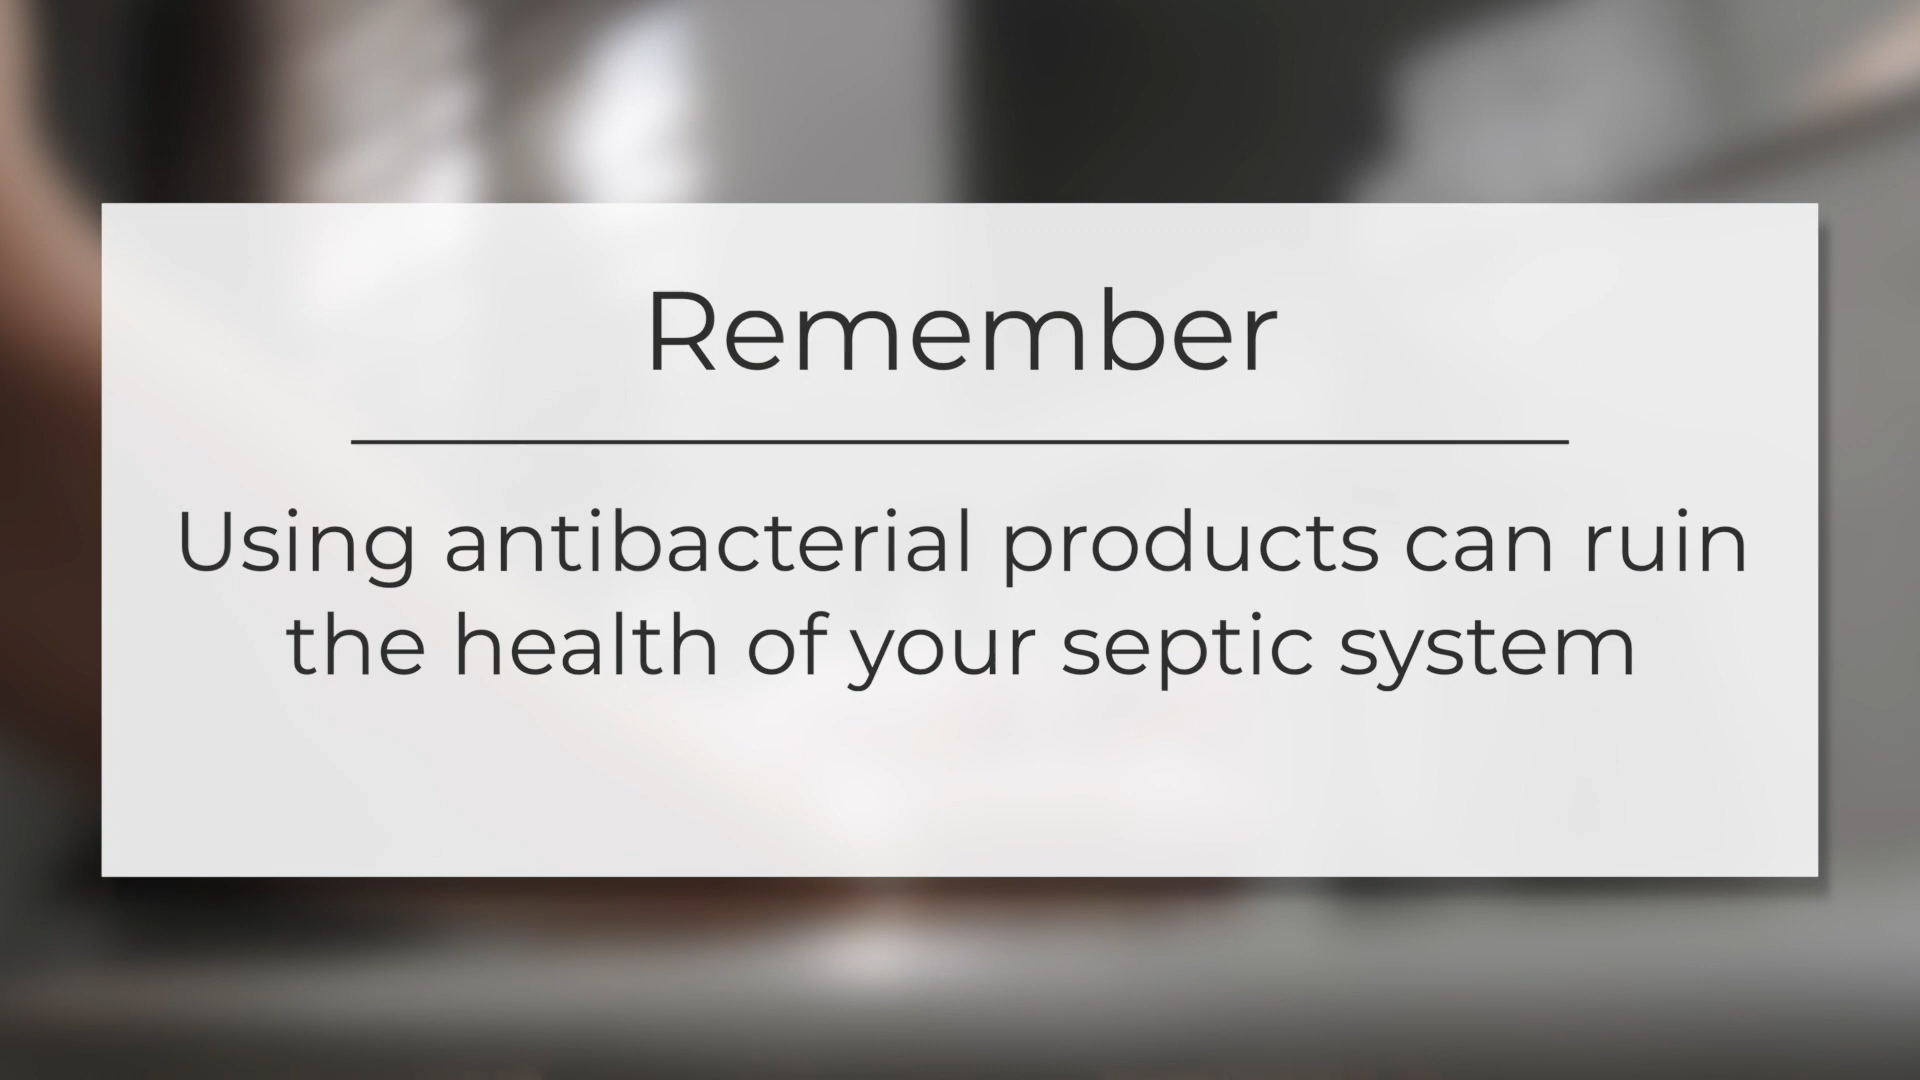 Remember
Using antibacterial products can ruin
the health of your septic system